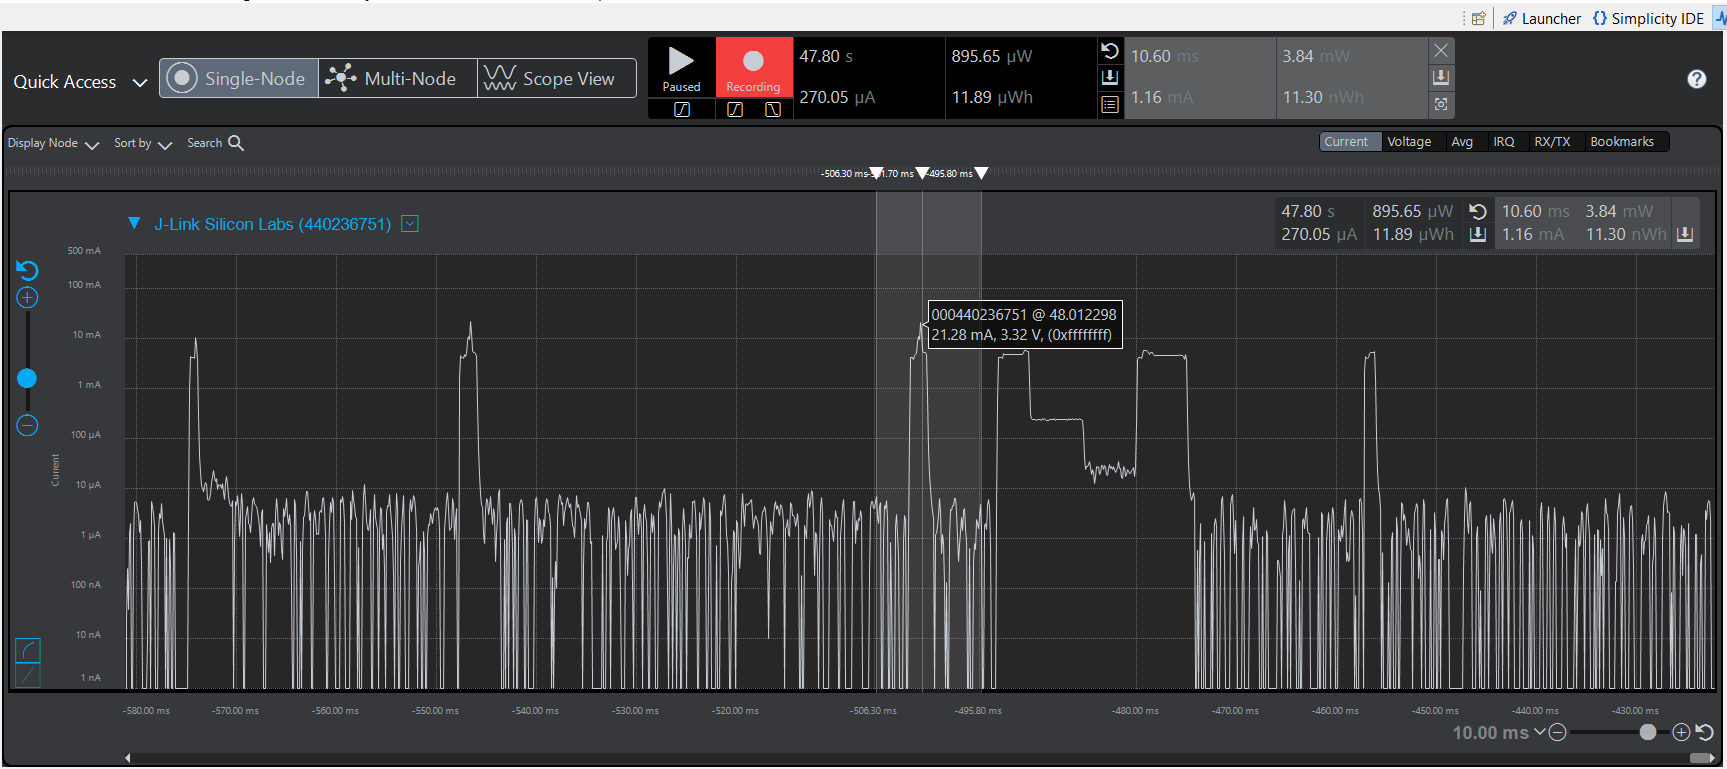 Launcher
Simplicity IDE
Quick Access
Single-Node
Multi-Node
Scope View
Paused
Recording
47.80 s
895.65 µW
270.05 µA
11.89 µWh
10.60 ms
3.84 mW
1.16 mA
11.30 nWh
Display Node
Sort by
Search
Current
Voltage
Avg
IRQ
RX/TX
Bookmarks
-506.30 ms
-495.80 ms
J-Link Silicon Labs (440236751)
47.80 s
895.65 µW
10.60 ms
3.84 mW
270.05 µA
11.89 µWh
1.16 mA
11.30 nWh
500 mA
100 mA
10 mA
1 mA
100 µA
10 µA
1 µA
100 nA
10 nA
1 nA
Current
000440236751 @ 48.012298
21.28 mA, 3.32 V, (0xffffffff)
-580.00 ms
-570.00 ms
-560.00 ms
-550.00 ms
-540.00 ms
-530.00 ms
-520.00 ms
-506.30 ms
-495.80 ms
-480.00 ms
-470.00 ms
-460.00 ms
-450.00 ms
-440.00 ms
-430.00 ms
10.00 ms